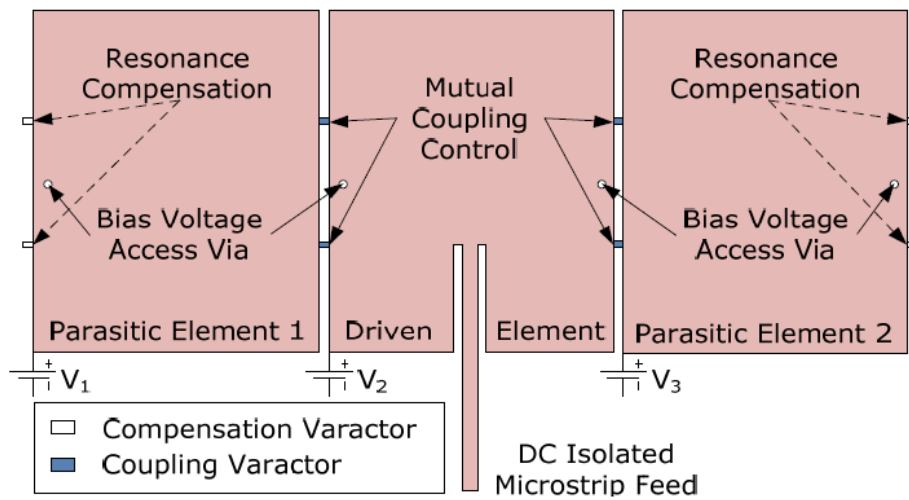 Resonance
Compensation
Mutual
Coupling
Control
Resonance
Compensation
Bias Voltage
Access Via
Bias Voltage
Access Via
Parasitic Element 1
Driven
Element
Parasitic Element 2
+
V1
+
V2
+
V3
Compensation Varactor
Coupling Varactor
DC Isolated
Microstrip Feed